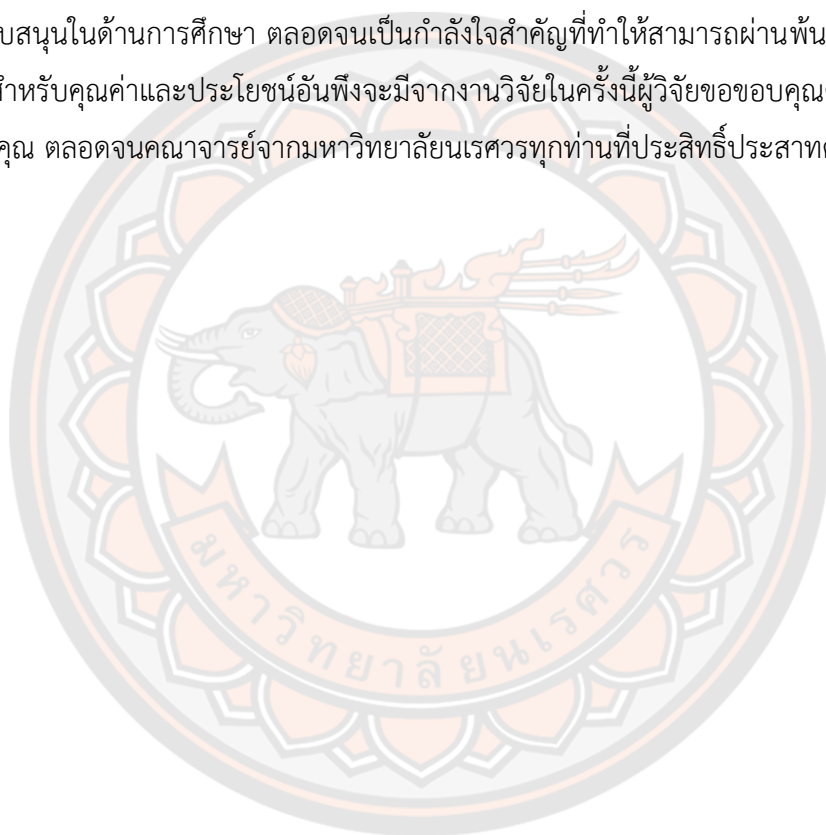 บสนุนในด้านการศึกษา ตลอดจนเป็นกำลังใจสำคัญที่ทำให้สามารถผ่านพ้น
สำหรับคุณค่าและประโยชน์อันพึงจะมีจากงานวิจัยในครั้งนี้ผู้วิจัยขอขอบคุณ
คุณ ตลอดจนคณาจารย์จากมหาวิทยาลัยนเรศวรทุกท่านที่ประสิทธิ์ประสาท
มหาวิทยาลัยนเรศวร